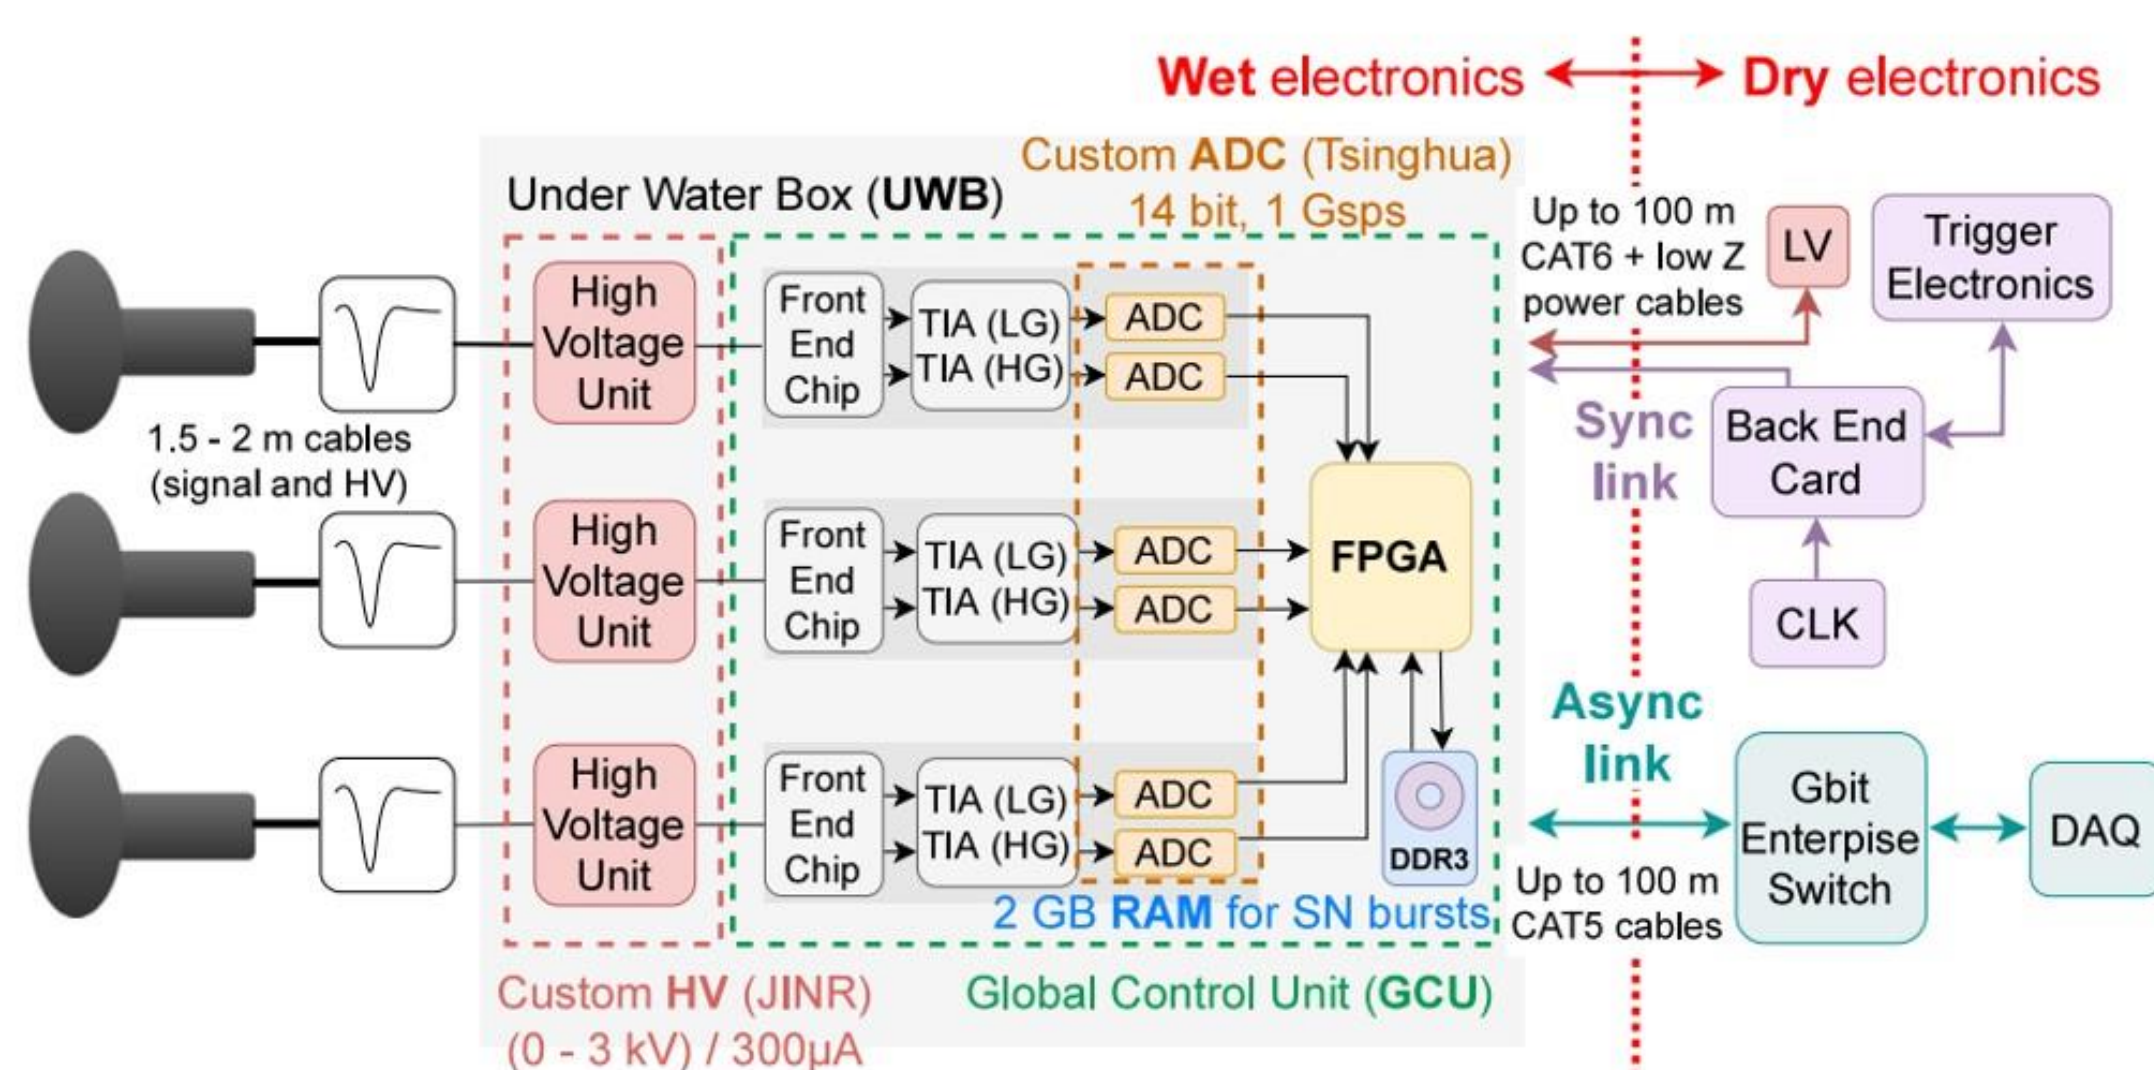 Wet electronics
Dry electronics
Custom ADC (Tsinghua)
14 bit, 1 Gsps
Under Water Box (UWB)
1.5 - 2 m cables
(signal and HV)
High
Voltage
Unit
Front
End
Chip
TIA (LG)
TIA (HG)
ADC
ADC
High
Voltage
Unit
Front
End
Chip
TIA (LG)
TIA (HG)
ADC
ADC
High
Voltage
Unit
Front
End
Chip
TIA (LG)
TIA (HG)
ADC
ADC
FPGA
DDR3
2 GB RAM for SN bursts
Custom HV (JINR)
(0 - 3 kV) / 300µA
Global Control Unit (GCU)
Up to 100 m
CAT6 + low Z
power cables
LV
Trigger
Electronics
Sync
link
Back End
Card
CLK
Async
link
Up to 100 m
CAT5 cables
Gbit
Enterpise
Switch
DAQ